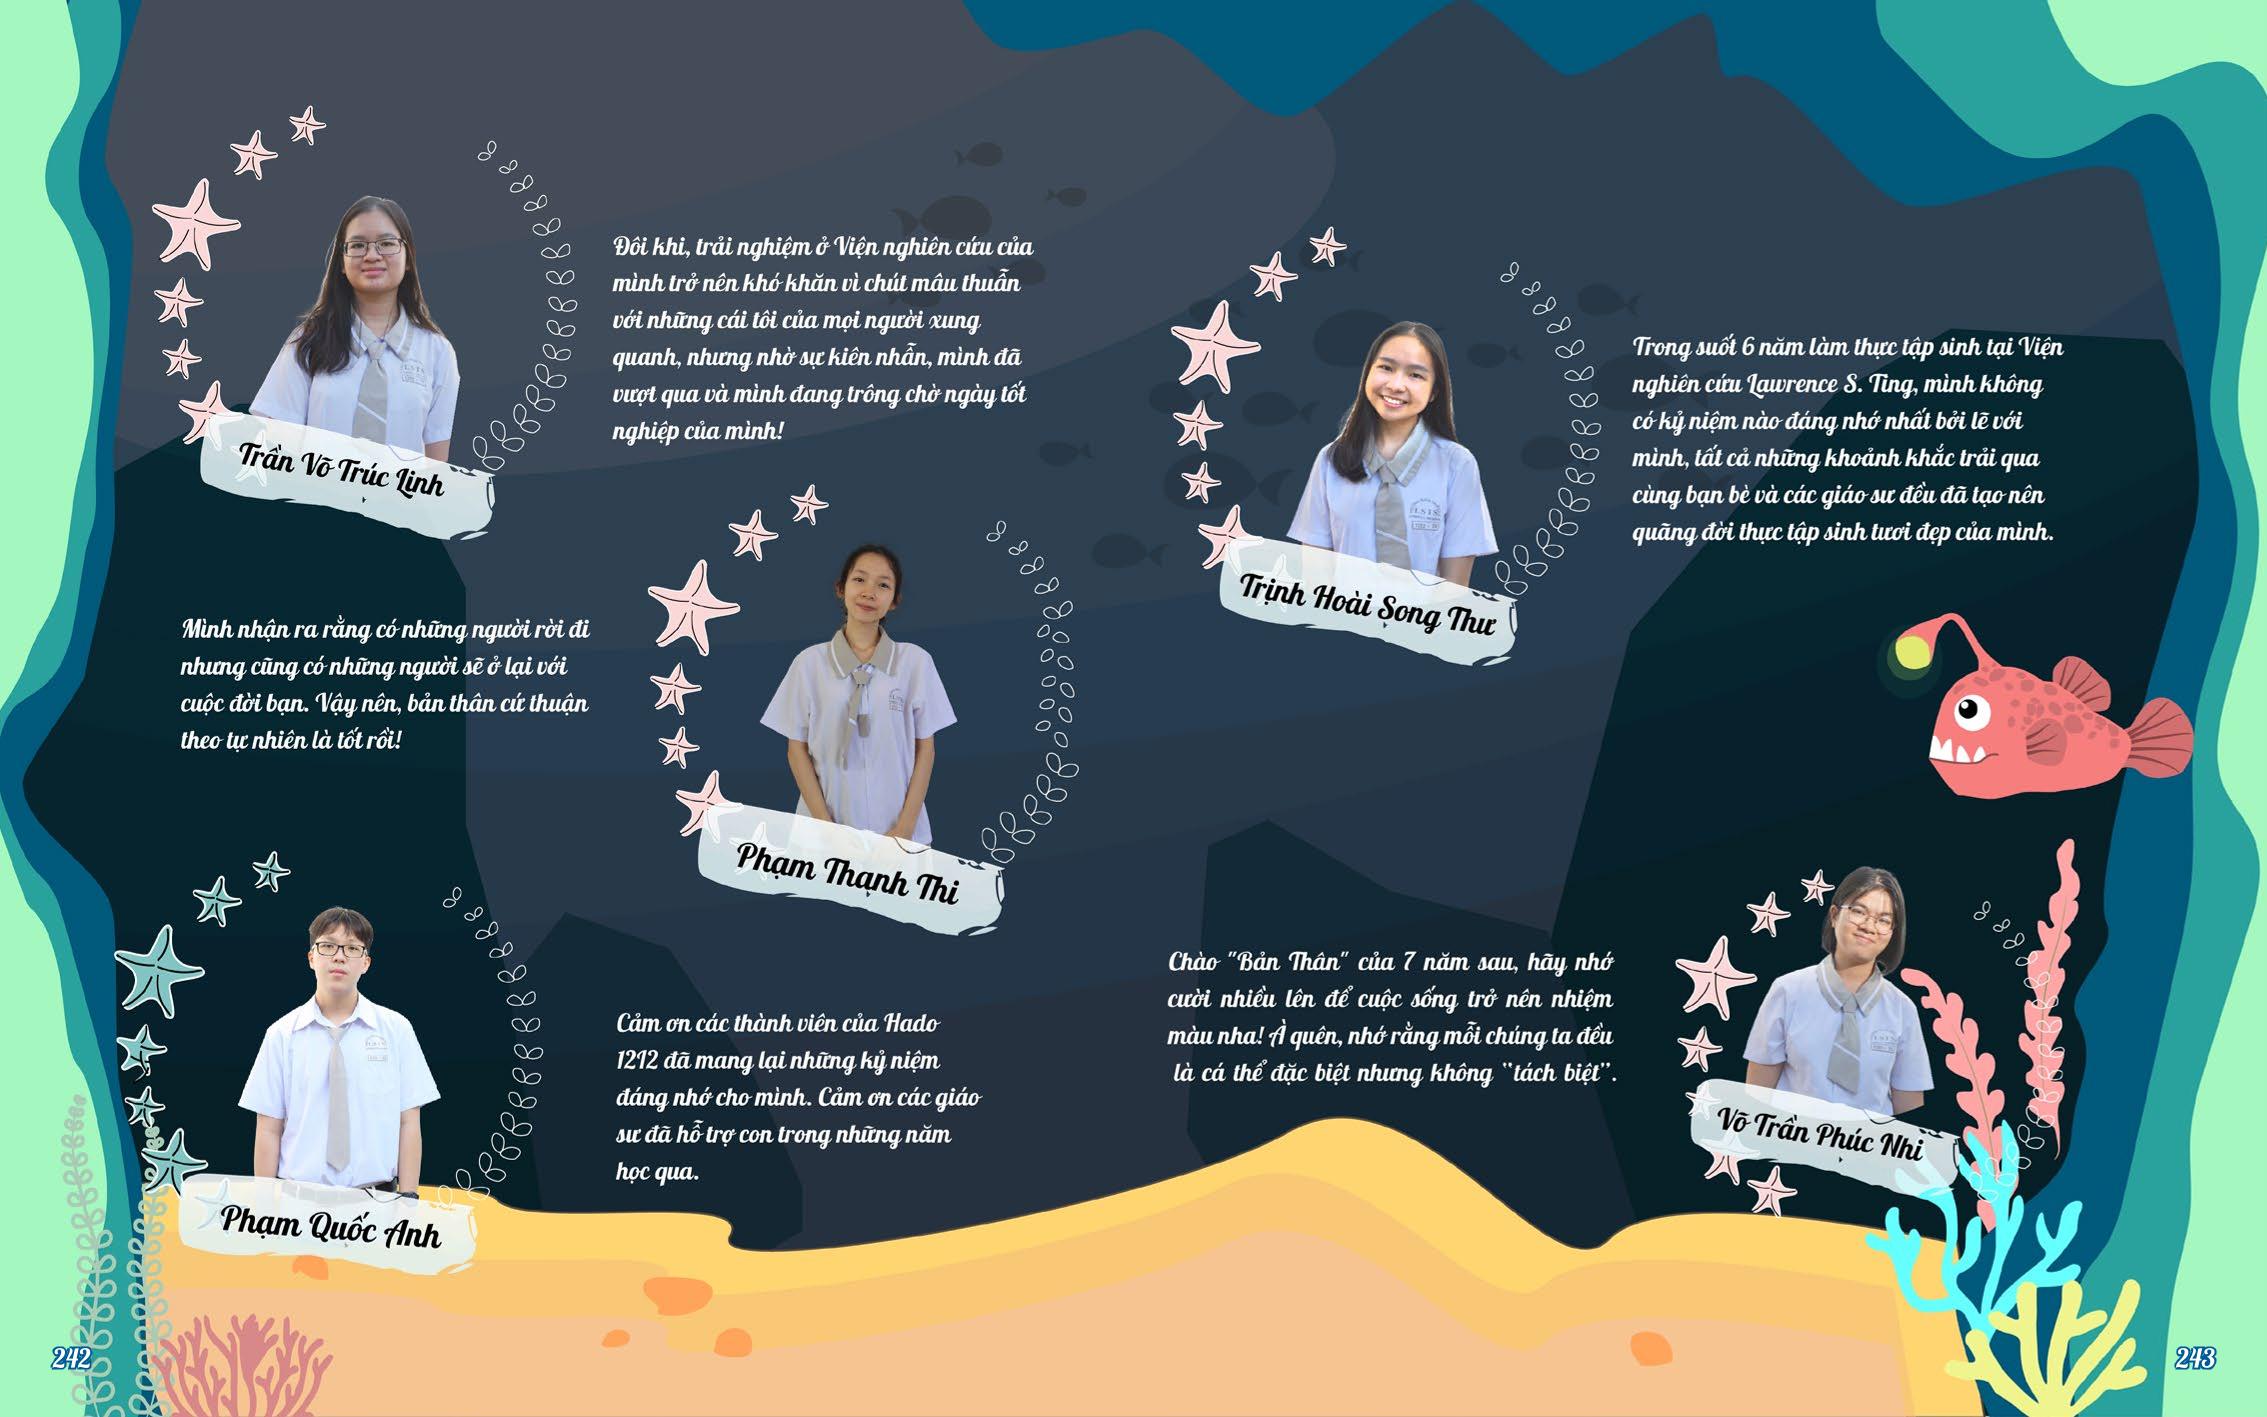 Trần Võ Trúc Linh
Đôi khi, trải nghiệm ở Viện nghiên cứu của
mình trở nên khó khăn vì chút mâu thuẫn
với những cái tôi của mọi người xung
quanh, nhưng nhờ sự kiên nhẫn, mình đã
vượt qua và mình đang trông chờ ngày tốt
nghiệp của mình!
Mình nhận ra rằng có những người rời đi
nhưng cũng có những người sẽ ở lại với
cuộc đời bạn. Vậy nên, bản thân cứ thuận
theo tự nhiên là tốt rồi!
Phạm Thạnh Thi
Phạm Quốc Anh
Cảm ơn các thành viên của Hado
1212 đã mang lại những kỷ niệm
đáng nhớ cho mình. Cảm ơn các giáo
sư đã hỗ trợ con trong những năm
học qua.
242
Trịnh Hoài Song Thư
LSTS
Trong suốt 6 năm làm thực tập sinh tại Viện
nghiên cứu Lawrence S. Ting, mình không
có kỷ niệm nào đáng nhớ nhất bởi lẽ với
mình, tất cả những khoảnh khắc trải qua
cùng bạn bè và các giáo sư đều đã tạo nên
quãng đời thực tập sinh tươi đẹp của mình.
Chào "Bản Thân" của 7 năm sau, hãy nhớ
cười nhiều lên để cuộc sống trở nên nhiệm
màu nha! À quên, nhớ rằng mỗi chúng ta đều
là cá thể đặc biệt nhưng không “tách biệt”.
Võ Trần Phúc Nhi
243